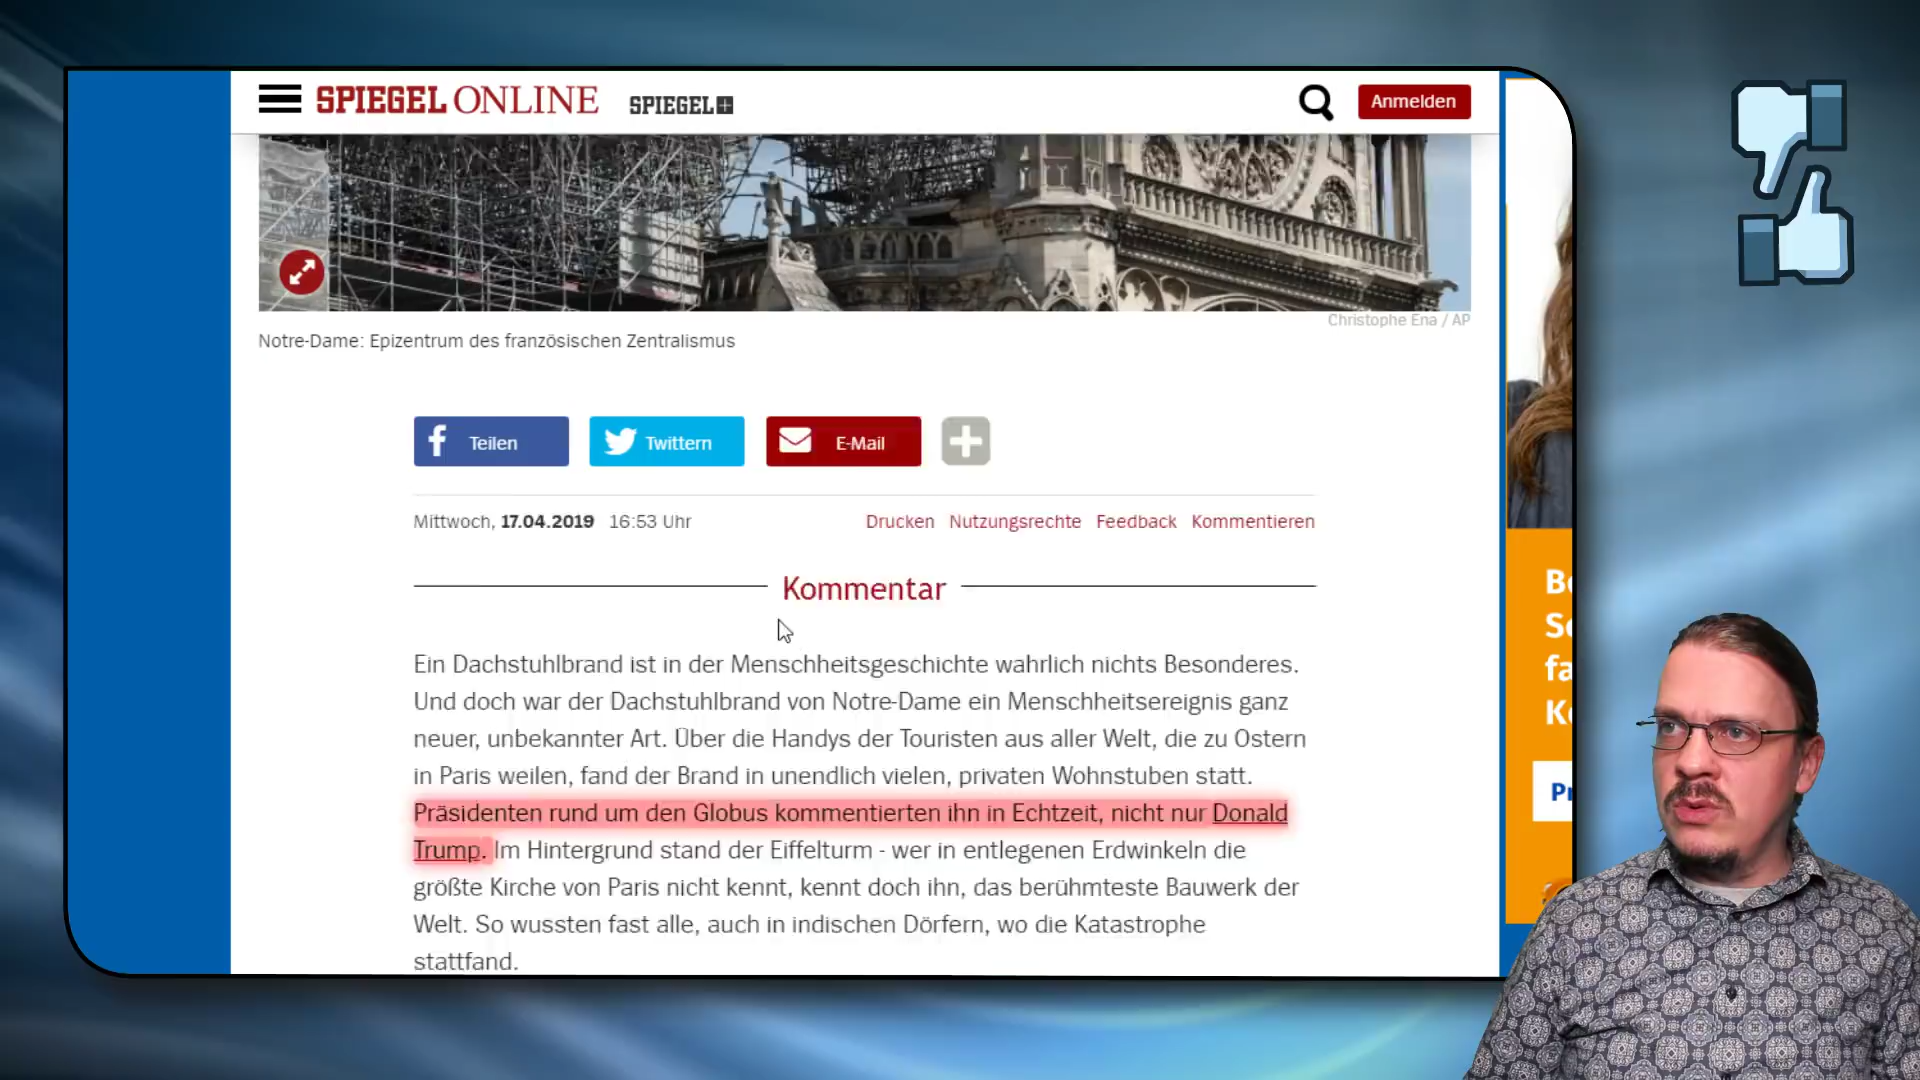 SPIEGEL ONLINE SPIEGEL+
Anmelden
Christophe Ena / AP
Notre-Dame: Epizentrum des französischen Zentralismus
Teilen
Twittern
E-Mail
Mittwoch, 17.04.2019 16:53 Uhr
Drucken Nutzungsrechte Feedback Kommentieren
Kommentar
Ein Dachstuhlbrand ist in der Menschheitsgeschichte wahrlich nichts Besonderes.
Und doch war der Dachstuhlbrand von Notre-Dame ein Menschheitsereignis ganz
neuer, unbekannter Art. Über die Handys der Touristen aus aller Welt, die zu Ostern
in Paris weilen, fand der Brand in unendlich vielen, privaten Wohnstuben statt.
Präsidenten rund um den Globus kommentierten ihn in Echtzeit, nicht nur Donald
Trump. Im Hintergrund stand der Eiffelturm - wer in entlegenen Erdwinkeln die
größte Kirche von Paris nicht kennt, kennt doch ihn, das berühmteste Bauwerk der
Welt. So wussten fast alle, auch in indischen Dörfern, wo die Katastrophe
stattfand.